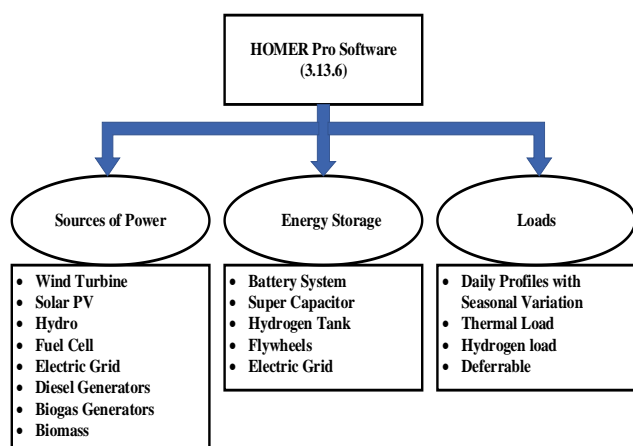 HOMER Pro Software
(3.13.6)
Sources of Power
Energy Storage
Loads
• Wind Turbine
• Solar PV
• Hydro
• Fuel Cell
• Electric Grid
• Diesel Generators
• Biogas Generators
• Biomass
• Battery System
• Super Capacitor
• Hydrogen Tank
• Flywheels
• Electric Grid
• Daily Profiles with
Seasonal Variation
• Thermal Load
• Hydrogen load
• Deferrable